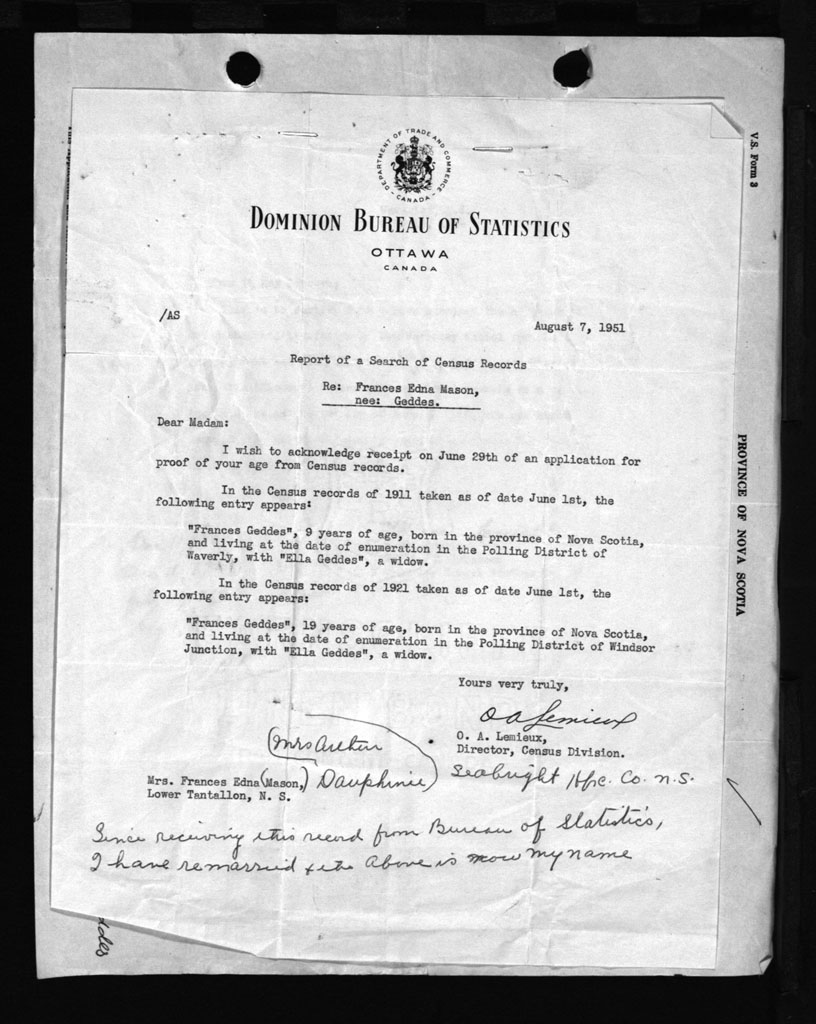 DEPARTMENT OF TRADE AND COMMERCE
- CANADA -
DOMINION BUREAU OF STATISTICS
OTTAWA
CANADA
V.S. Form 3
/AS
August 7, 1951
Report of a Search of Census Records
Re: Frances Edna Mason,
nee: Geddes.
Dear Madam:
I wish to acknowledge receipt on June 29th of an application for
proof of your age from Census records.
In the Census records of 1911 taken as of date June 1st, the
following entry appears:
"Frances Geddes", 9 years of age, born in the province of Nova Scotia,
and living at the date of enumeration in the Polling District of
Waverly, with "Ella Geddes", a widow.
In the Census records of 1921 taken as of date June 1st, the
following entry appears:
"Frances Geddes", 19 years of age, born in the province of Nova Scotia,
and living at the date of enumeration in the Polling District of Windsor
Junction, with "Ella Geddes", a widow.
PROVINCE OF NOVA SCOTIA
Yours very truly,
O A Lemieux
O. A. Lemieux,
Director, Census Division.
(Mrs
Mrs. Frances Edna (Mason,) Dauphinie)
Lower Tantallon, N. S.
Seabright Hfx. Co. N.S.
Since receiving this record from Bureau of Statistics,
I have remarried + the Above is now my name